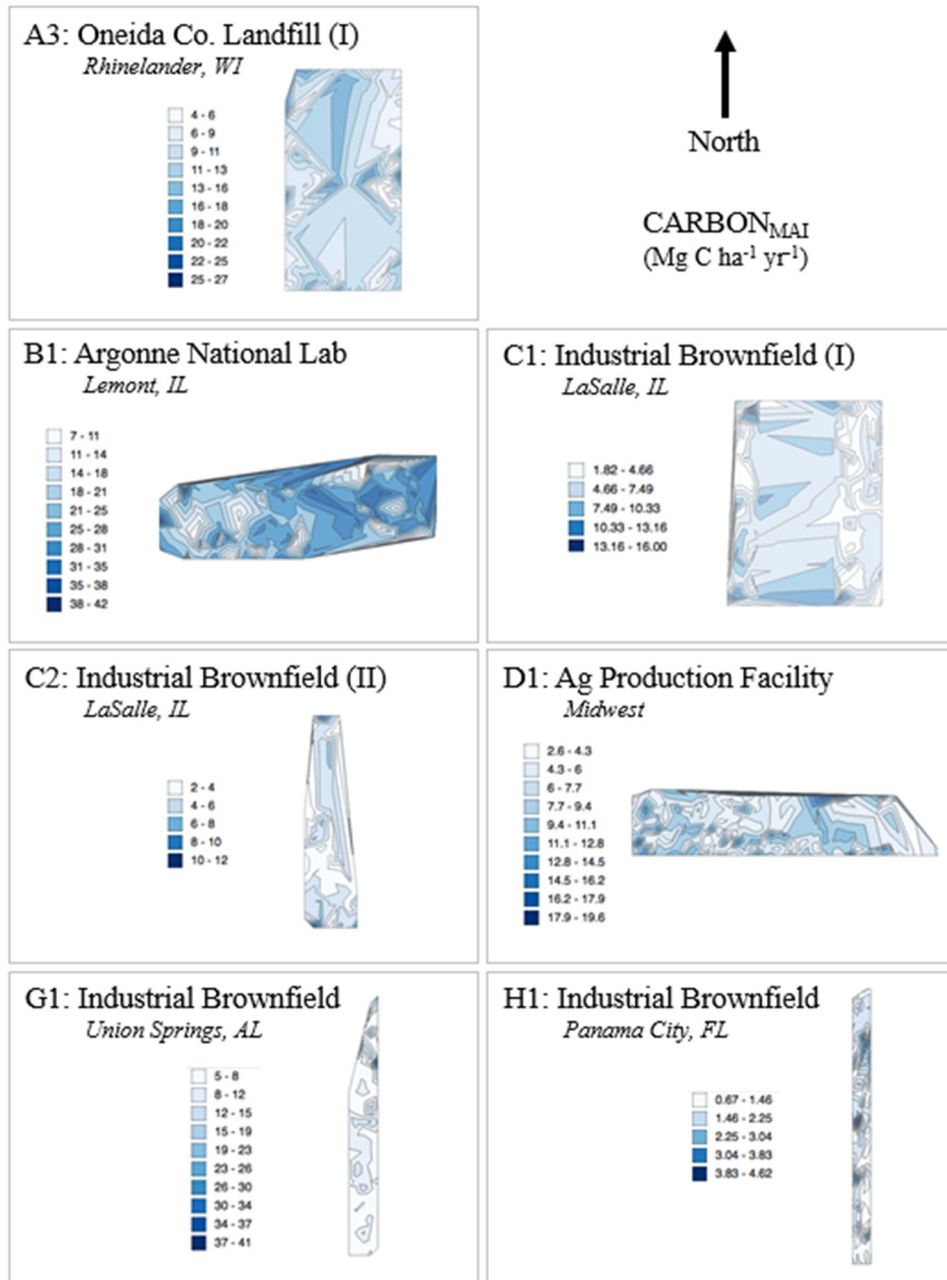 A3: Oneida Co. Landfill (I)
Rhinelander, WI
4 - 6
6 - 9
9 - 11
11 - 13
13 - 16
16 - 18
18 - 20
20 - 22
22 - 25
25 - 27
North
CARBONMAI
(Mg C ha-1 yr-1)
B1: Argonne National Lab
Lemont, IL
7 - 11
11 - 14
14 - 18
18 - 21
21 - 25
25 - 28
28 - 31
31 - 35
35 - 38
38 - 42
C1: Industrial Brownfield (I)
LaSalle, IL
1.82 - 4.66
4.66 - 7.49
7.49 - 10.33
10.33 - 13.16
13.16 - 16.00
C2: Industrial Brownfield (II)
LaSalle, IL
2 - 4
4 - 6
6 - 8
8 - 10
10 - 12
D1: Ag Production Facility
Midwest
2.6 - 4.3
4.3 - 6
6 - 7.7
7.7 - 9.4
9.4 - 11.1
11.1 - 12.8
12.8 - 14.5
14.5 - 16.2
16.2 - 17.9
17.9 - 19.6
G1: Industrial Brownfield
Union Springs, AL
5 - 8
8 - 12
12 - 15
15 - 19
19 - 23
23 - 26
26 - 30
30 - 34
34 - 37
37 - 41
H1: Industrial Brownfield
Panama City, FL
0.67 - 1.46
1.46 - 2.25
2.25 - 3.04
3.04 - 3.83
3.83 - 4.62